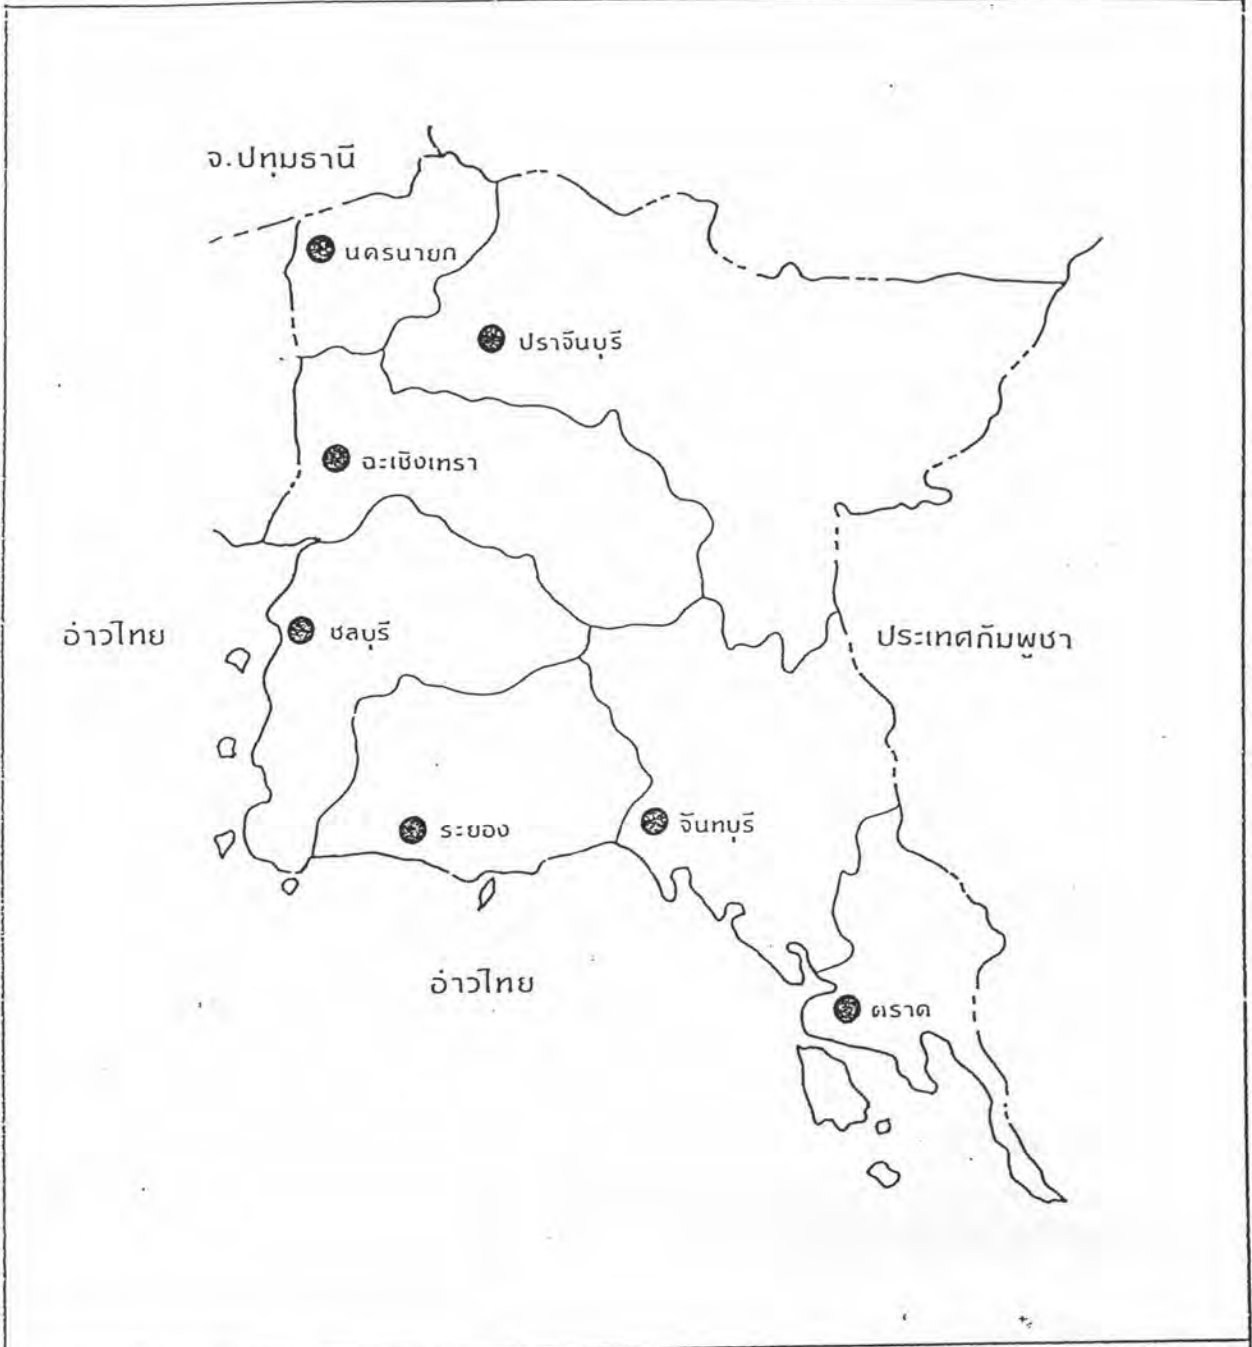 จ.ปทุมธานี
นครนายก
ปราจีนบุรี
ฉะเชิงเทรา
อ่าวไทย
ชลบุรี
ประเทศกัมพูชา
ระยอง
จันทบุรี
อ่าวไทย
ตราด